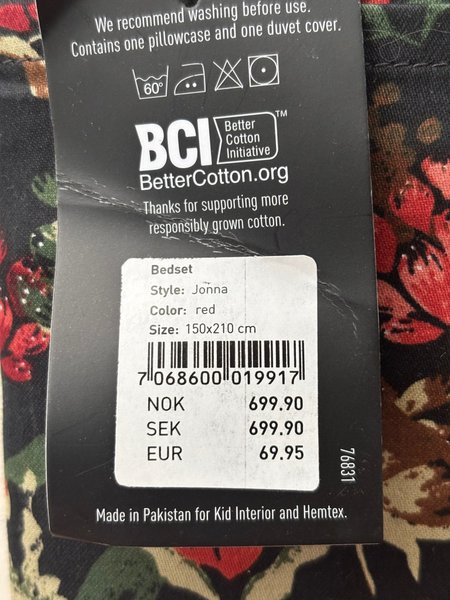 We recommend washing before use.
Contains one pillowcase and one duvet cover.
60°
BCI Better Cotton Initiative™
BetterCotton.org
Thanks for supporting more
responsibly grown cotton.
Bedset
Style: Jonna
Color: red
Size: 150x210 cm
7 068600 019917
NOK 699.90
SEK 699.90
EUR 69.95
76831
Made in Pakistan for Kid Interior and Hemtex.